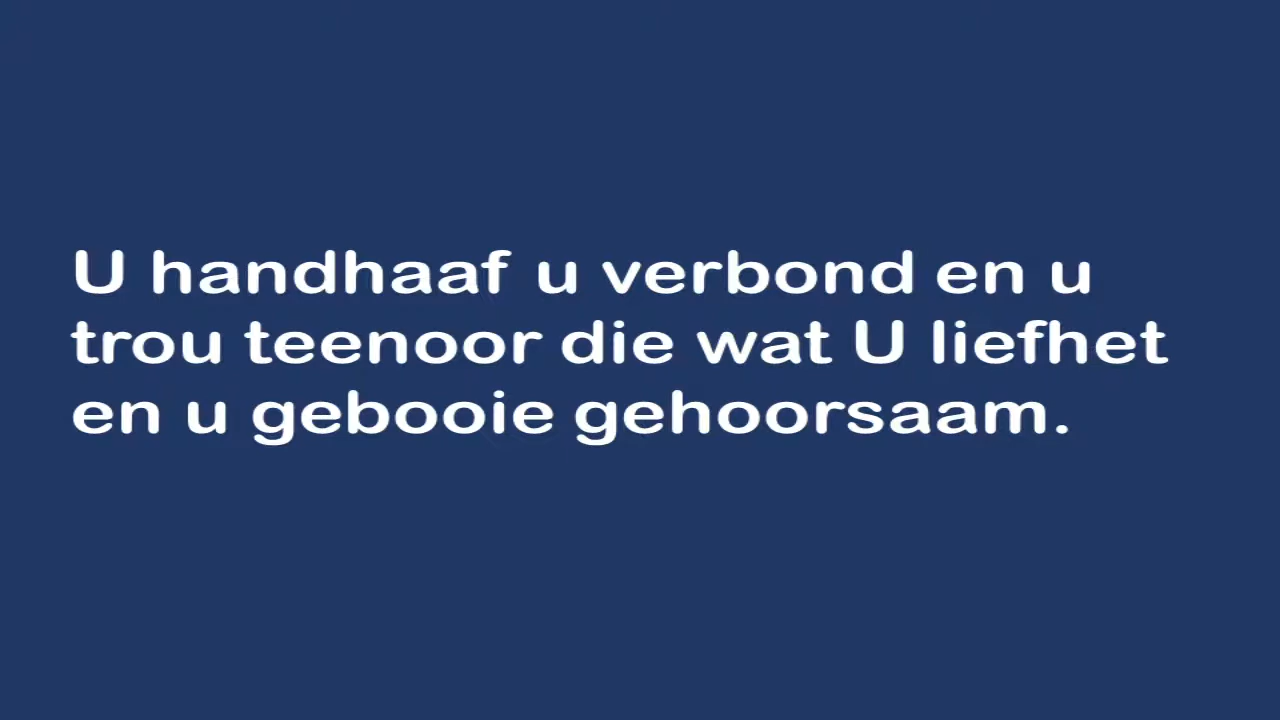 U handhaaf u verbond en u
trou teenoor die wat U liefhet
en u gebooie gehoorsaam.